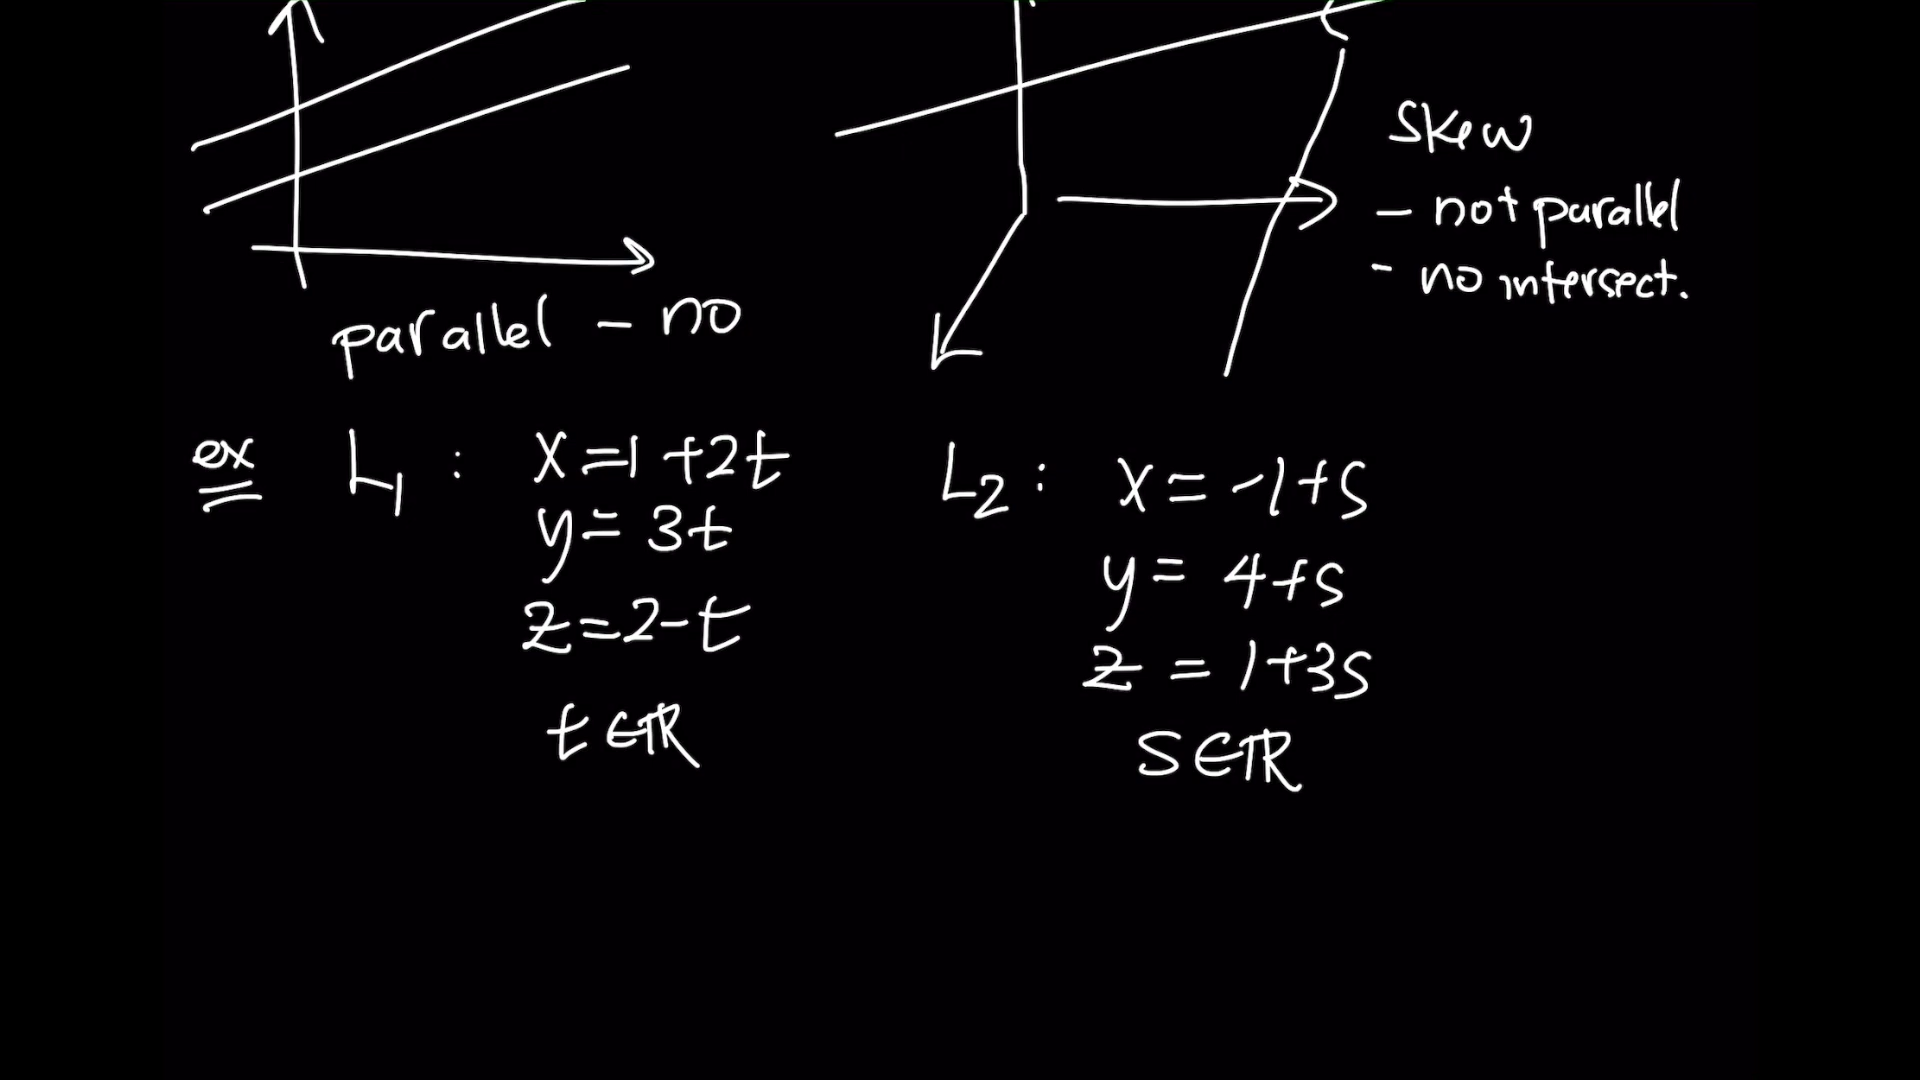 skew
- not parallel
- no intersect.
parallel - no
ex L₁ : x=1+2t
y=3t
z=2-t
t∈ℝ
L₂ : x=-1+s
y=4+s
z=1+3s
s∈ℝ